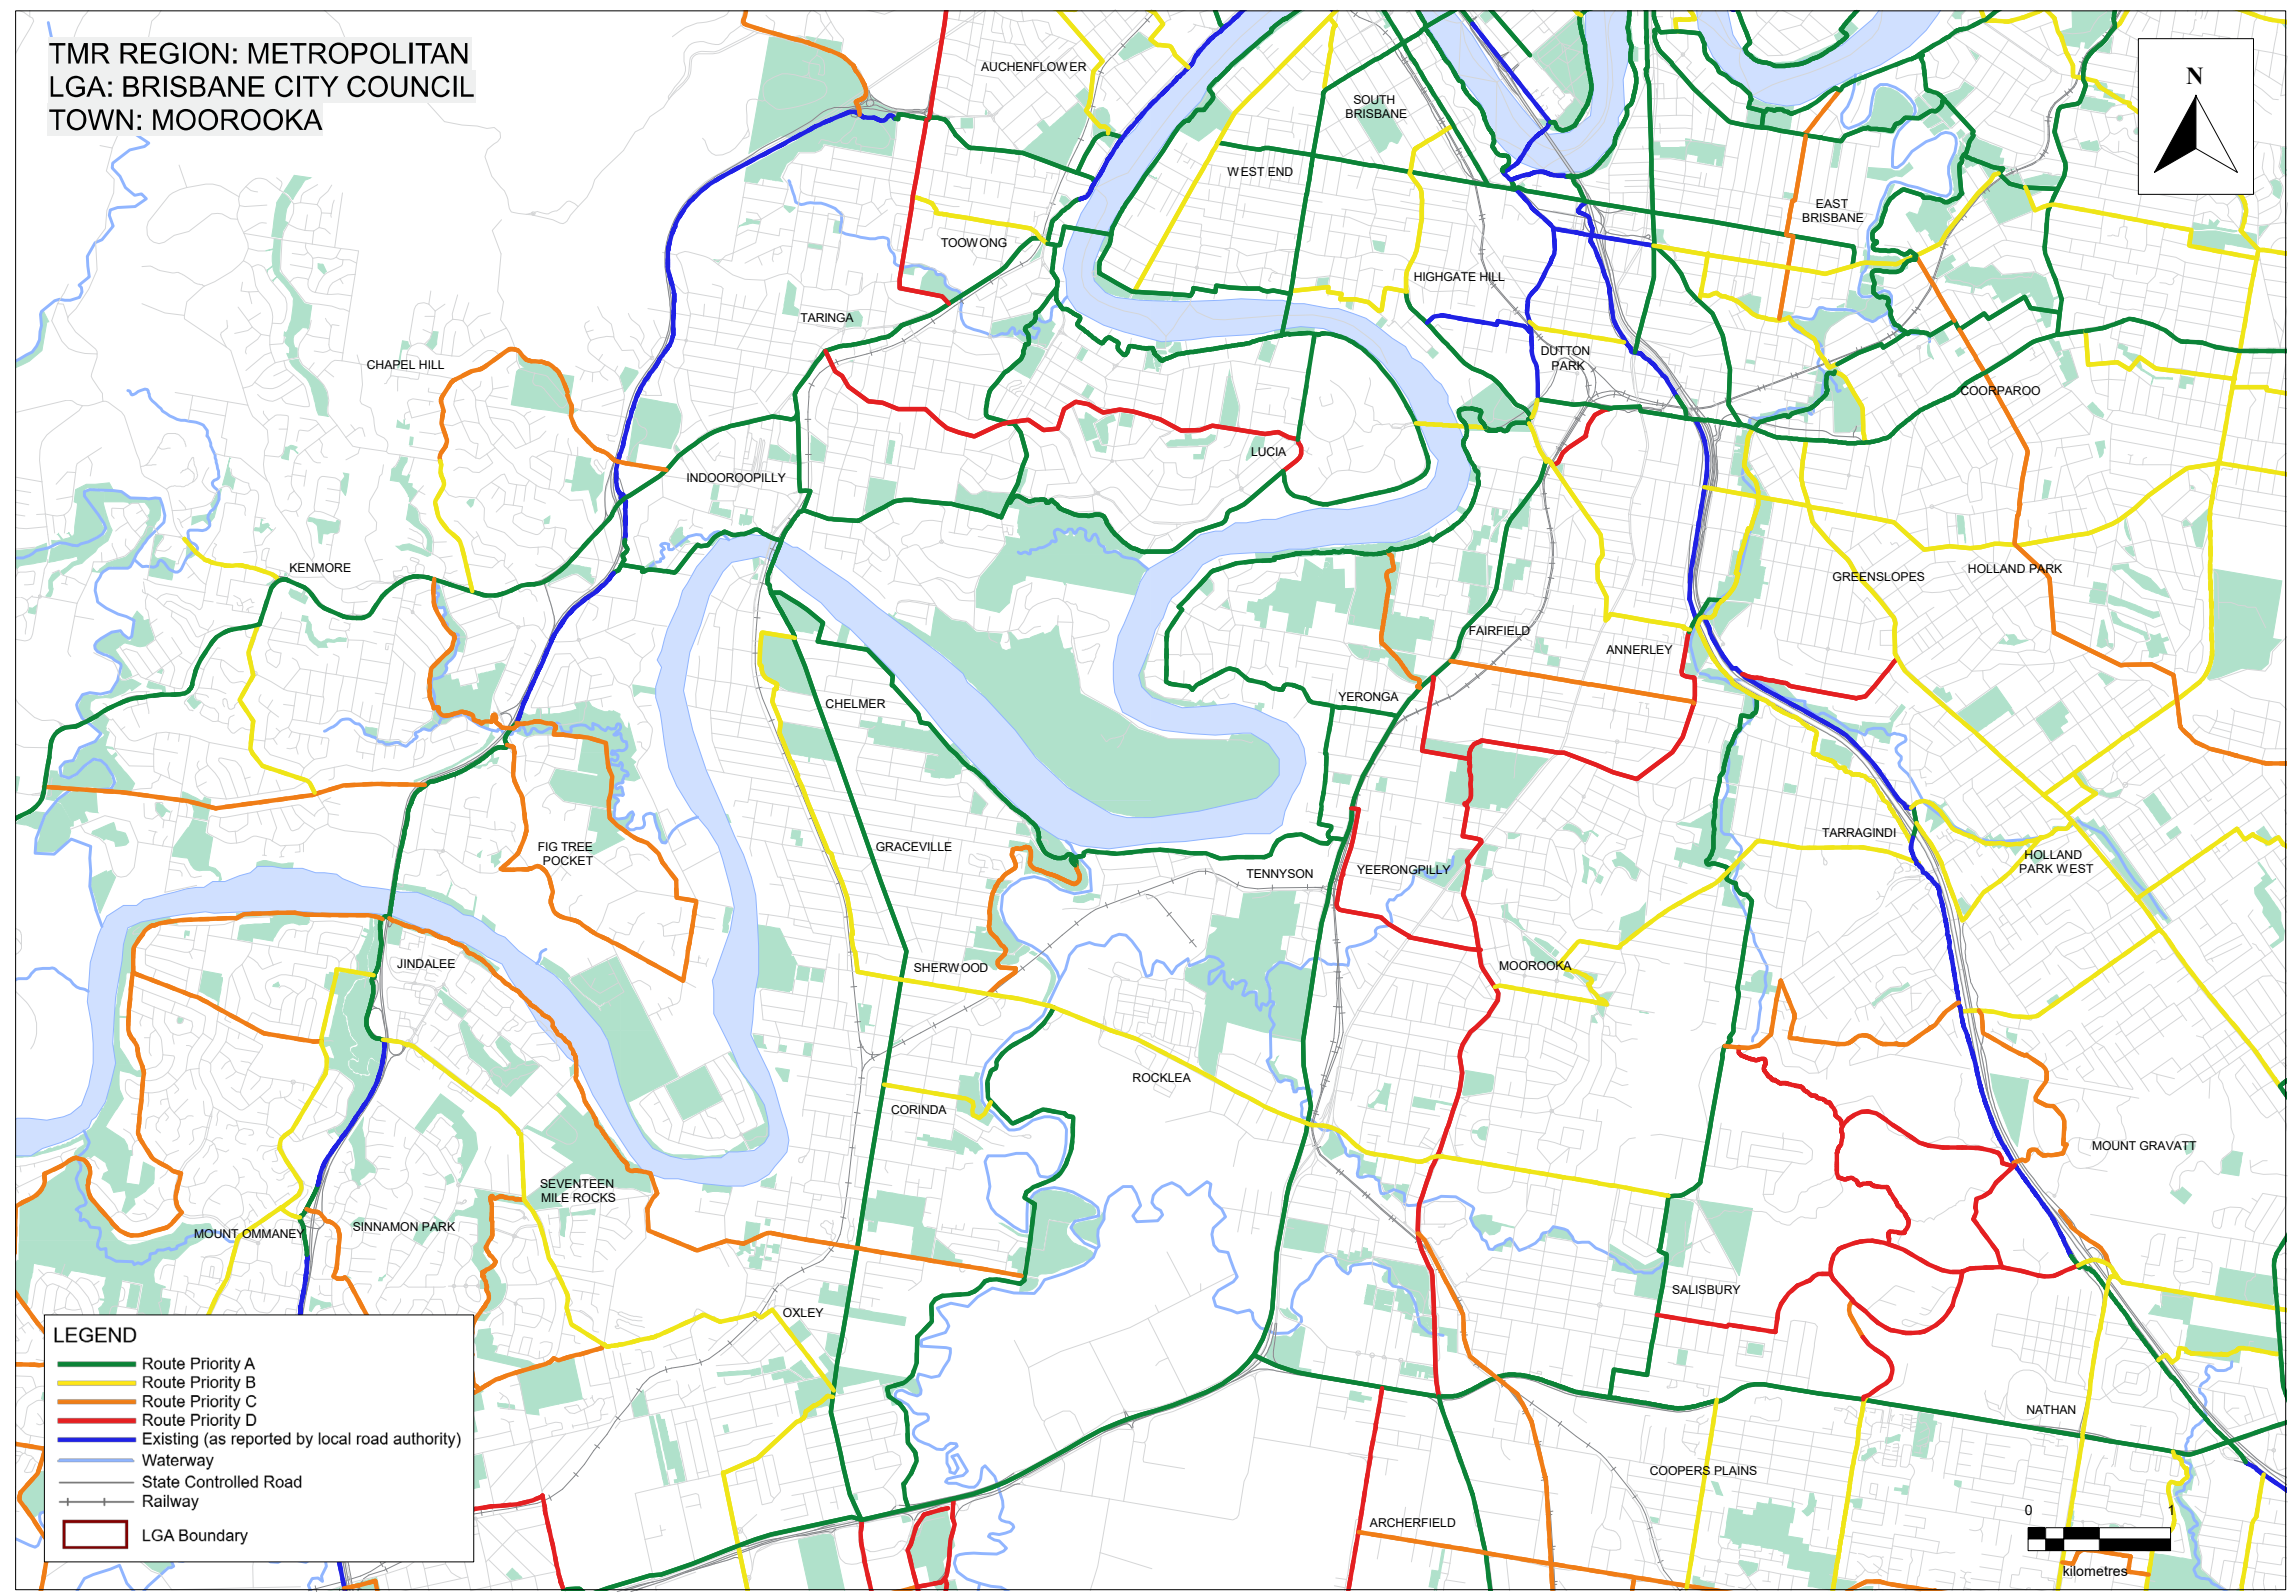 TMR REGION: METROPOLITAN
LGA: BRISBANE CITY COUNCIL
TOWN: MOOROOKA
N
AUCHENFLOWER
SOUTH
BRISBANE
WEST END
EAST
BRISBANE
TOOWONG
HIGHGATE HILL
TARINGA
DUTTON
PARK
CHAPEL HILL
COORPAROO
LUCIA
INDOOROOPILLY
KENMORE
HOLLAND PARK
GREENSLOPES
FAIRFIELD
ANNERLEY
YERONGA
CHELMER
TARRAGINDI
FIG TREE
POCKET
GRACEVILLE
HOLLAND
PARK WEST
TENNYSON
YEERONGPILLY
JINDALEE
SHERWOOD
MOOROOKA
ROCKLEA
CORINDA
MOUNT GRAVATT
SEVENTEEN
MILE ROCKS
SINNAMON PARK
MOUNT OMMANEY
SALISBURY
OXLEY
NATHAN
COOPERS PLAINS
ARCHERFIELD
LEGEND
Route Priority A
Route Priority B
Route Priority C
Route Priority D
Existing (as reported by local road authority)
Waterway
State Controlled Road
Railway
LGA Boundary
0 1
kilometres